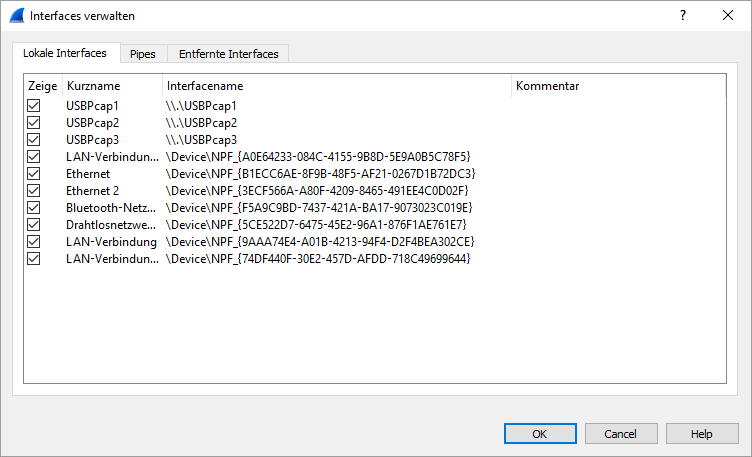 Interfaces verwalten
Lokale Interfaces Pipes Entfernte Interfaces
Zeige Kurzname Interfacename Kommentar
USBPcap1 \\.\USBPcap1
USBPcap2 \\.\USBPcap2
USBPcap3 \\.\USBPcap3
LAN-Verbindun... \Device\NPF_{A0E64233-084C-4155-9B8D-5E9A0B5C78F5}
Ethernet \Device\NPF_{B1ECC6AE-8F9B-48F5-AF21-0267D1B72DC3}
Ethernet 2 \Device\NPF_{3ECF566A-A80F-4209-8465-491EE4C0D02F}
Bluetooth-Netz... \Device\NPF_{F5A9C9BD-7437-421A-BA17-9073023C019E}
Drahtlosnetzwe... \Device\NPF_{5CE522D7-6475-45E2-96A1-876F1AE761E7}
LAN-Verbindung \Device\NPF_{9AAA74E4-A01B-4213-94F4-D2F4BEA302CE}
LAN-Verbindun... \Device\NPF_{74DF440F-30E2-457D-AFDD-718C49699644}
OK Cancel Help